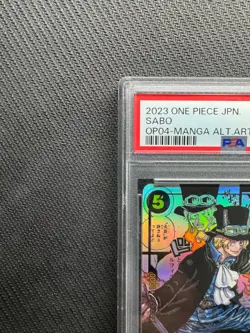 2023 ONE PIECE JPN.
SABO
OP04-MANGA ALT.ART
PSA
5